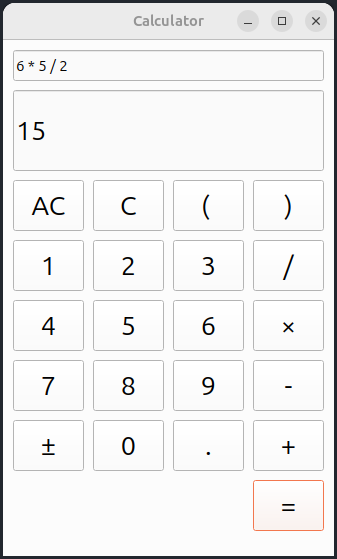 Calculator
6 * 5 / 2
15
AC C ( )
1 2 3 /
4 5 6 ×
7 8 9 -
± 0 . +
=